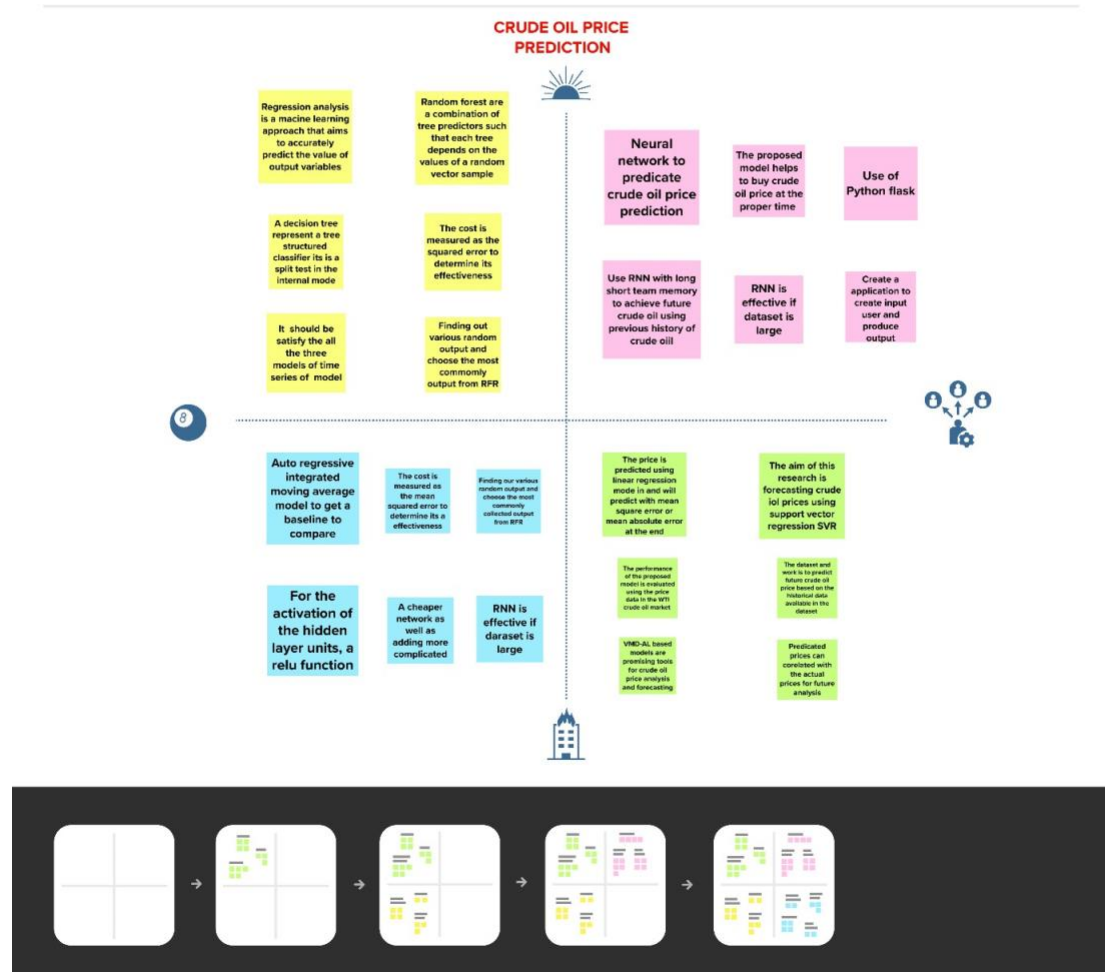 CRUDE OIL PRICE
PREDICTION
Regression analysis
is a macine learning
approach that aims
to accurately
predict the value of
output variables
Random forest are
a combination of
tree predictors such
that each tree
depends on the
values of a random
vector sample
A decision tree
represent a tree
structured
classifier its is a
split test in the
internal mode
The cost is
measured as the
squared error to
determine its
effectiveness
It should be
satisfy the all the
three models of time
series of model
Finding out
various random
output and
choose the most
commomly
output from RFR
Neural
network to
predicate
crude oil price
prediction
The proposed
model helps
to buy crude
oil price at the
proper time
Use of
Python flask
Use RNN with long
short team memory
to achieve future
crude oil using
previous history of
crude oiil
RNN is
effective if
dataset is
large
Create a
application to
create input
user and
produce
output
8
Auto regressive
integrated
moving average
model to get a
baseline to
compare
The cost is
measured as
the mean
squared error to
determine its a
effectiveness
Finding our various
random output and
choose the most
commonly
collected output
from RFR
For the
activation of
the hidden
layer units, a
relu function
A cheaper
network as
well as
adding more
complicated
RNN is
effective if
daraset is
large
The price is
predicted using
linear regression
mode in and will
predict with mean
square error or
mean absolute error
at the end
The aim of this
research is
forecasting crude
iol prices using
support vector
regression SVR
The performance
of the proposed
model is evaluated
using the price
data in the WTI
crude oil market
The dataset and
work is to predict
future crude oil
price based on the
historical data
available in the
dataset
VMD-AL based
models are
promising tools
for crude oil
price analysis
and forecasting
Predicated
prices can
corelated with
the actual
prices for future
analysis